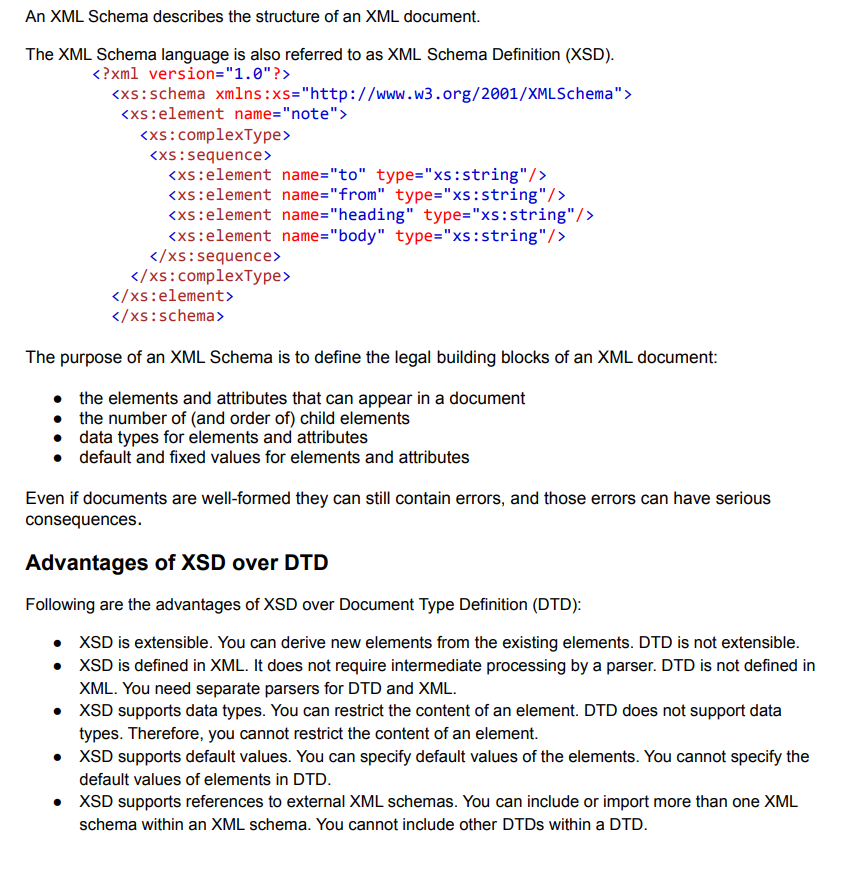 An XML Schema describes the structure of an XML document.
The XML Schema language is also referred to as XML Schema Definition (XSD).
<?xml version="1.0"?>
<xs:schema xmlns:xs="http://www.w3.org/2001/XMLSchema">
<xs:element name="note">
<xs:complexType>
<xs:sequence>
<xs:element name="to" type="xs:string"/>
<xs:element name="from" type="xs:string"/>
<xs:element name="heading" type="xs:string"/>
<xs:element name="body" type="xs:string"/>
</xs:sequence>
</xs:complexType>
</xs:element>
</xs:schema>
The purpose of an XML Schema is to define the legal building blocks of an XML document:
● the elements and attributes that can appear in a document
● the number of (and order of) child elements
● data types for elements and attributes
● default and fixed values for elements and attributes
Even if documents are well-formed they can still contain errors, and those errors can have serious
consequences.
Advantages of XSD over DTD
Following are the advantages of XSD over Document Type Definition (DTD):
● XSD is extensible. You can derive new elements from the existing elements. DTD is not extensible.
● XSD is defined in XML. It does not require intermediate processing by a parser. DTD is not defined in
XML. You need separate parsers for DTD and XML.
● XSD supports data types. You can restrict the content of an element. DTD does not support data
types. Therefore, you cannot restrict the content of an element.
● XSD supports default values. You can specify default values of the elements. You cannot specify the
default values of elements in DTD.
● XSD supports references to external XML schemas. You can include or import more than one XML
schema within an XML schema. You cannot include other DTDs within a DTD.